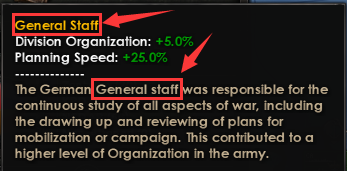 General Staff
Division Organization: +5.0%
Planning Speed: +25.0%
--------------
The German General staff was responsible for the
continuous study of all aspects of war, including
the drawing up and reviewing of plans for
mobilization or campaign. This contributed to a
higher level of Organization in the army.